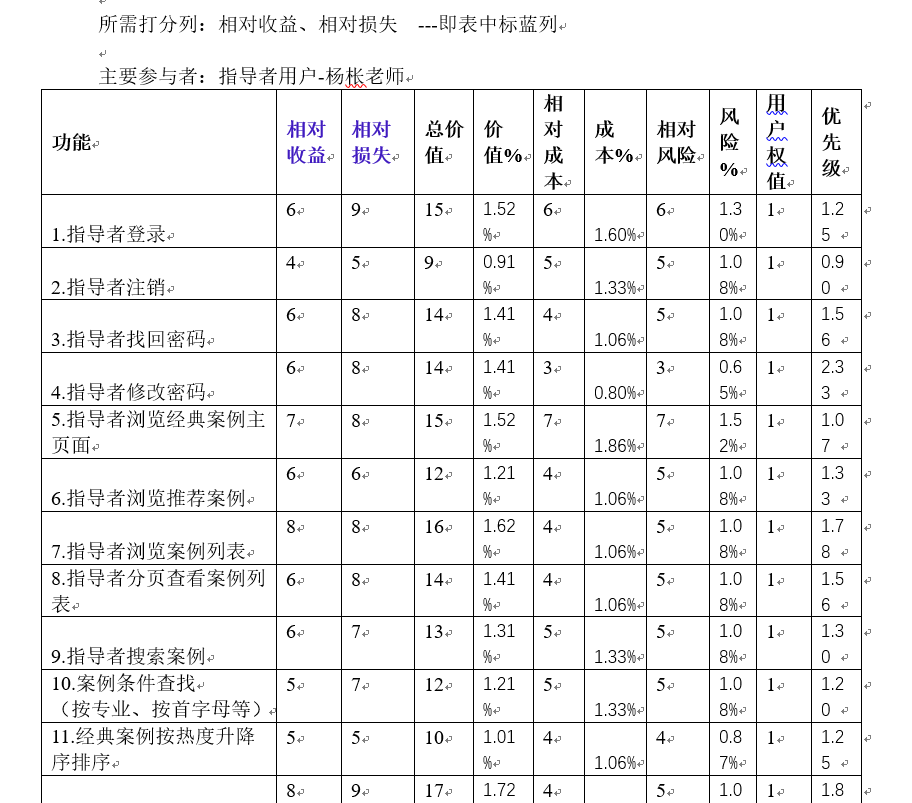 所需打分列：相对收益、相对损失 ---即表中标蓝列
主要参与者：指导者用户-杨枨老师
功能 相对收益 相对损失 总价值 价值% 相对成本 成本% 相对风险 风险% 用户权值 优先级
1.指导者登录 6 9 15 1.52% 6 1.60% 6 1.30% 1 1.25
2.指导者注销 4 5 9 0.91% 5 1.33% 5 1.08% 1 0.90
3.指导者找回密码 6 8 14 1.41% 4 1.06% 5 1.08% 1 1.56
4.指导者修改密码 6 8 14 1.41% 3 0.80% 3 0.65% 1 2.33
5.指导者浏览经典案例主页面 7 8 15 1.52% 7 1.86% 7 1.52% 1 1.07
6.指导者浏览推荐案例 6 6 12 1.21% 4 1.06% 5 1.08% 1 1.33
7.指导者浏览案例列表 8 8 16 1.62% 4 1.06% 5 1.08% 1 1.78
8.指导者分页查看案例列表 6 8 14 1.41% 4 1.06% 5 1.08% 1 1.56
9.指导者搜索案例 6 7 13 1.31% 5 1.33% 5 1.08% 1 1.30
10.案例条件查找
（按专业、按首字母等） 5 7 12 1.21% 5 1.33% 5 1.08% 1 1.20
11.经典案例按热度升降序排序 5 5 10 1.01% 4 1.06% 4 0.87% 1 1.25
8 9 17 1.72 4 5 1.0 1 1.8